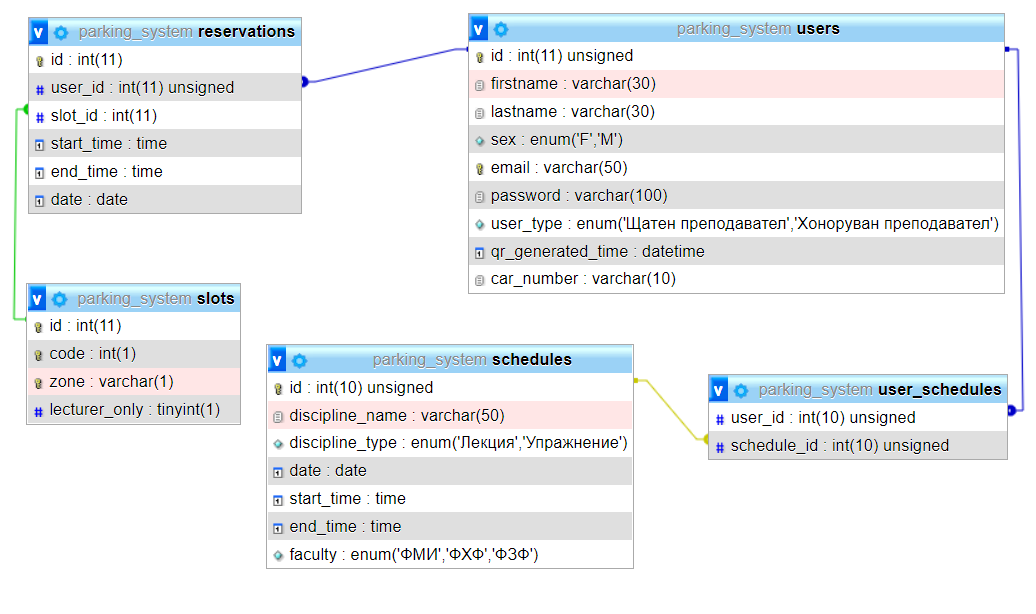 v parking_system reservations
id : int(11)
user_id : int(11) unsigned
slot_id : int(11)
start_time : time
end_time : time
date : date
v parking_system users
id : int(11) unsigned
firstname : varchar(30)
lastname : varchar(30)
sex : enum('F','M')
email : varchar(50)
password : varchar(100)
user_type : enum('Щатен преподавател','Хоноруван преподавател')
qr_generated_time : datetime
car_number : varchar(10)
v parking_system slots
id : int(11)
code : int(1)
zone : varchar(1)
lecturer_only : tinyint(1)
v parking_system schedules
id : int(10) unsigned
discipline_name : varchar(50)
discipline_type : enum('Лекция','Упражнение')
date : date
start_time : time
end_time : time
faculty : enum('ФМИ','ФХФ','ФЗФ')
v parking_system user_schedules
user_id : int(10) unsigned
schedule_id : int(10) unsigned